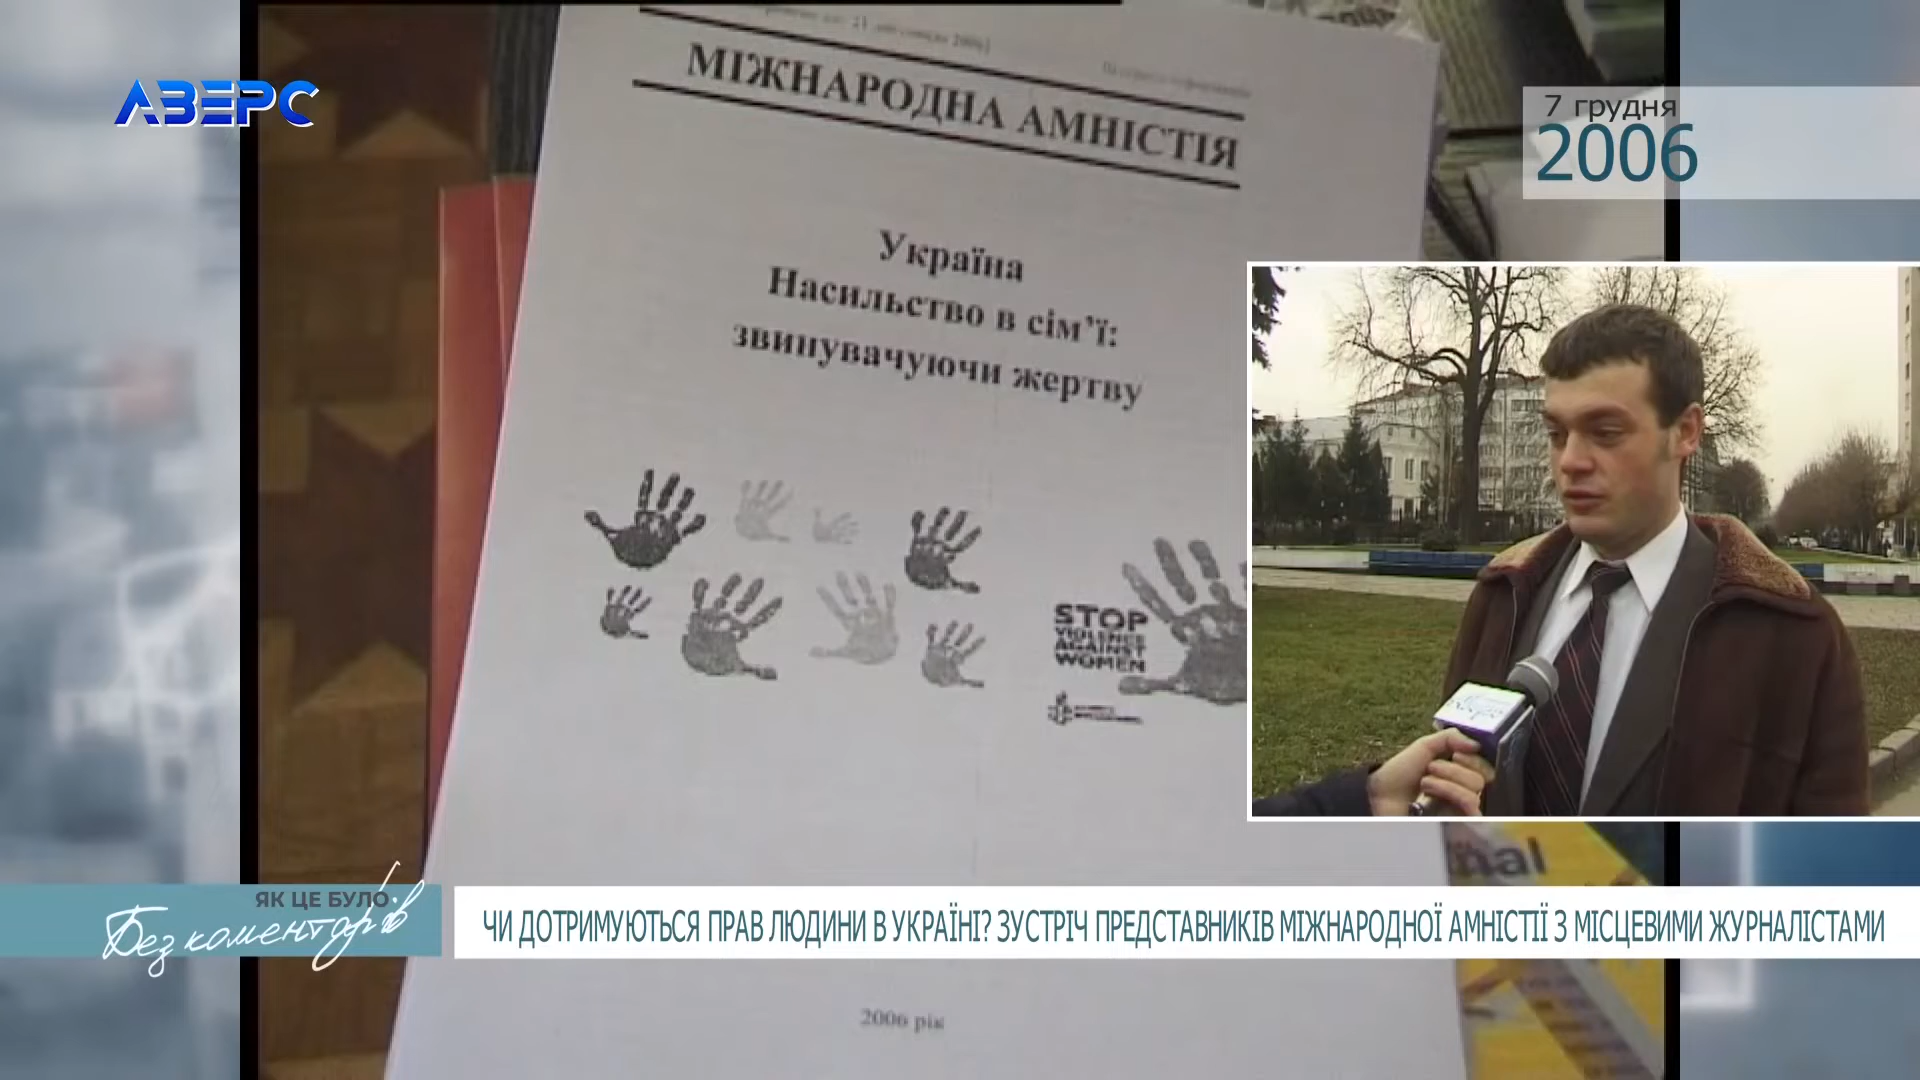 АВЕРС
7 грудня
2006
МІЖНАРОДНА АМНІСТІЯ
Україна
Насильство в сім’ї:
звинувачуючи жертву
STOP
VIOLENCE
AGAINST
WOMEN
nal
ЯК ЦЕ БУЛО
Без коментарів
ЧИ ДОТРИМУЮТЬСЯ ПРАВ ЛЮДИНИ В УКРАЇНІ? ЗУСТРІЧ ПРЕДСТАВНИКІВ МІЖНАРОДНОЇ АМНІСТІЇ З МІСЦЕВИМИ ЖУРНАЛІСТАМИ
2006 рік